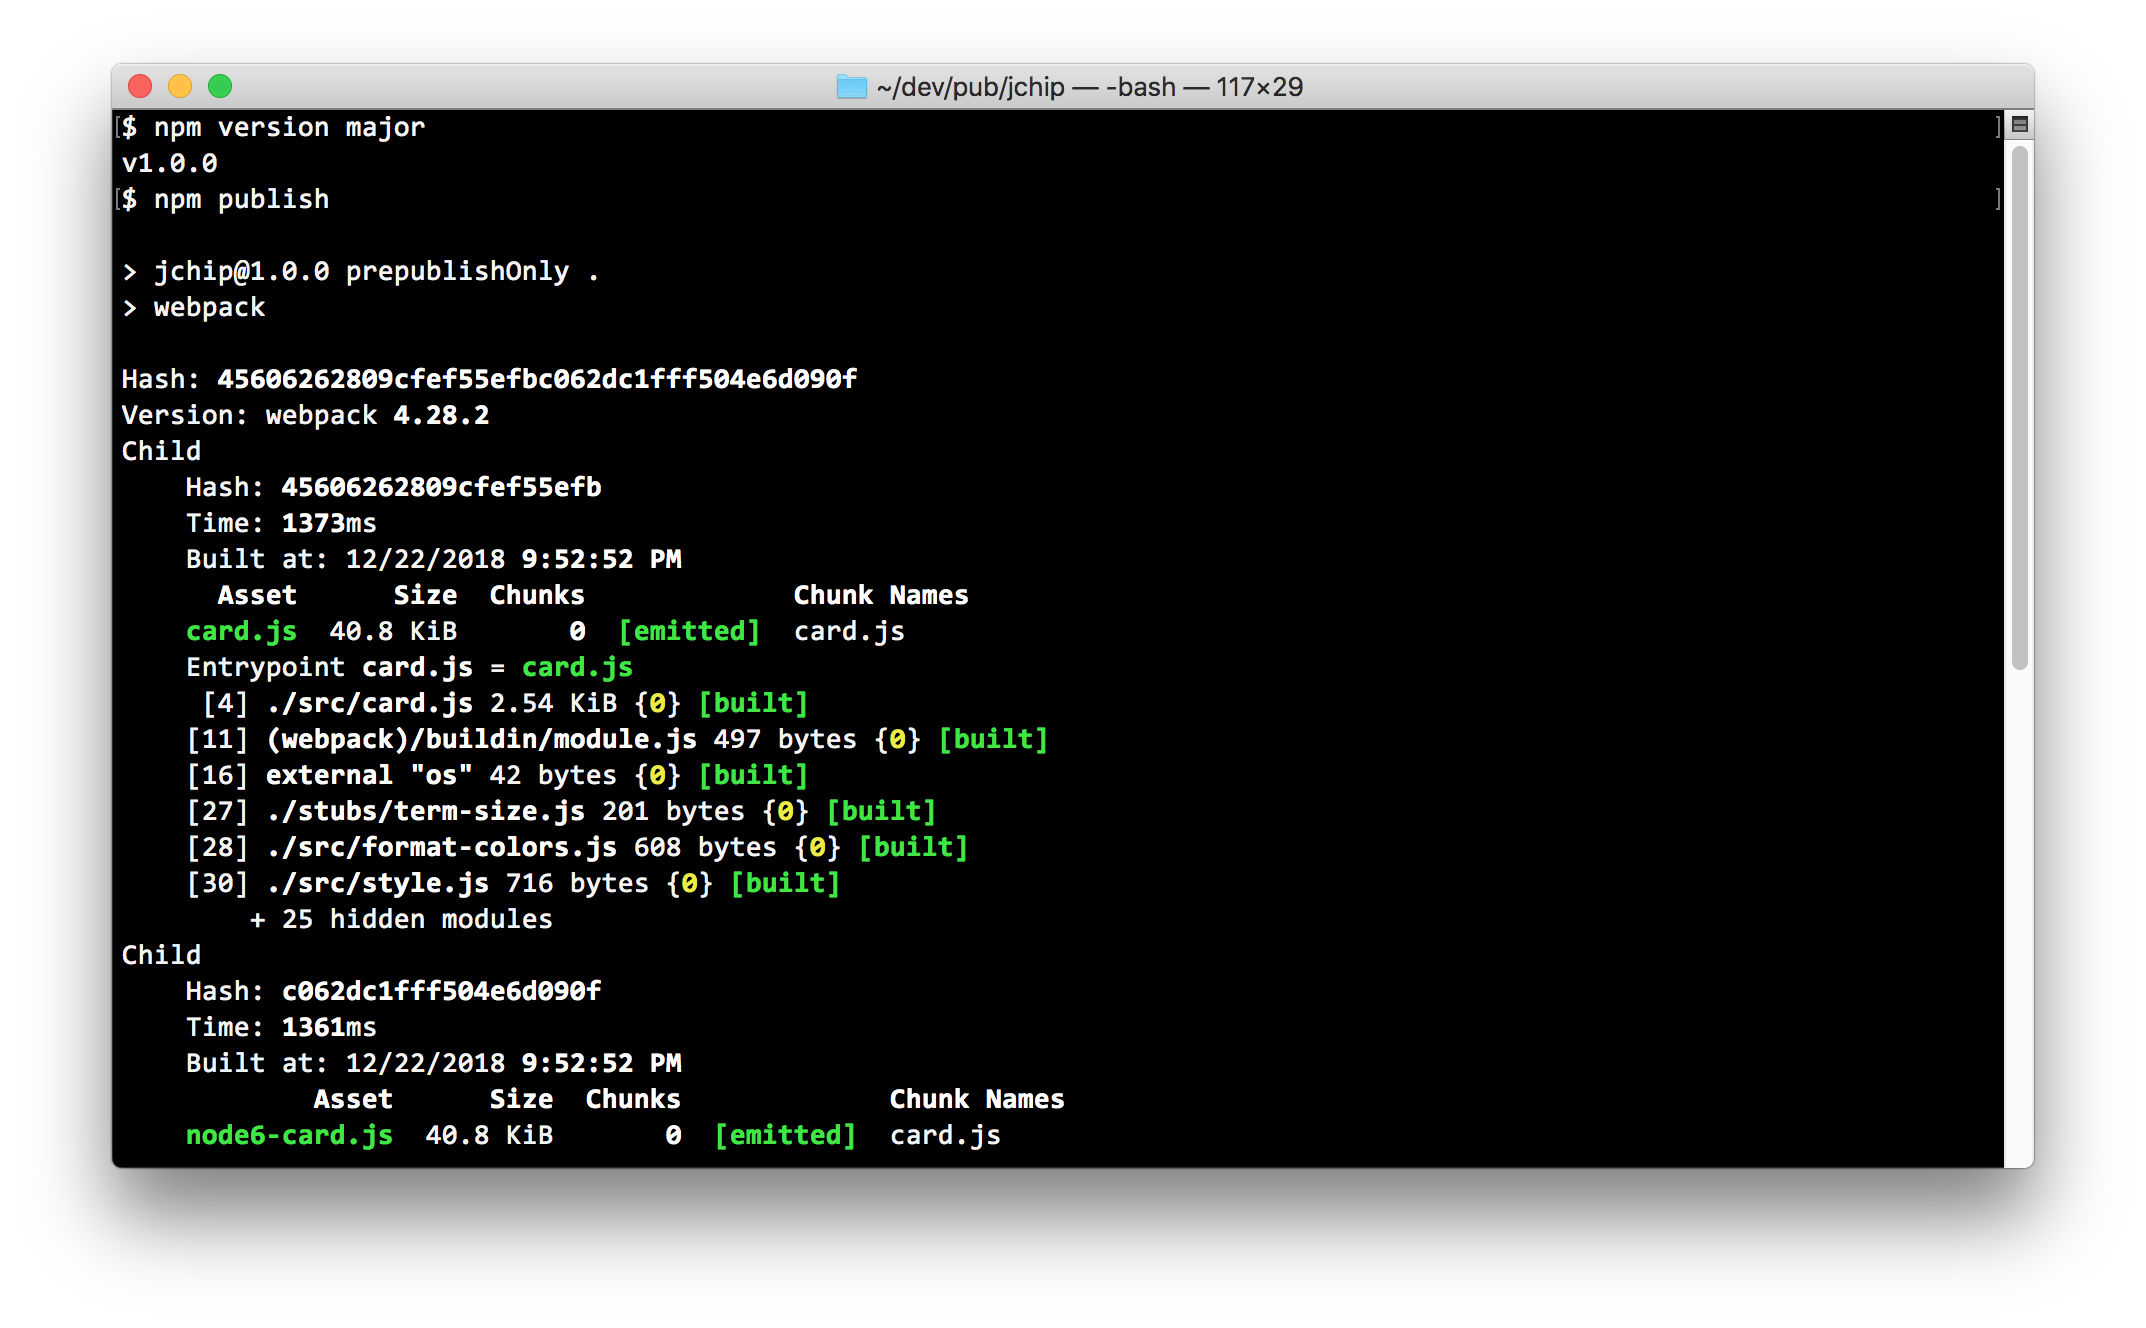 ~/dev/pub/jchip — -bash — 117×29
[$ npm version major ]
v1.0.0
[$ npm publish ]
> jchip@1.0.0 prepublishOnly .
> webpack
Hash: 45606262809cfef55efbc062dc1fff504e6d090f
Version: webpack 4.28.2
Child
    Hash: 45606262809cfef55efb
    Time: 1373ms
    Built at: 12/22/2018 9:52:52 PM
      Asset      Size  Chunks             Chunk Names
    card.js  40.8 KiB       0  [emitted]  card.js
    Entrypoint card.js = card.js
     [4] ./src/card.js 2.54 KiB {0} [built]
    [11] (webpack)/buildin/module.js 497 bytes {0} [built]
    [16] external "os" 42 bytes {0} [built]
    [27] ./stubs/term-size.js 201 bytes {0} [built]
    [28] ./src/format-colors.js 608 bytes {0} [built]
    [30] ./src/style.js 716 bytes {0} [built]
        + 25 hidden modules
Child
    Hash: c062dc1fff504e6d090f
    Time: 1361ms
    Built at: 12/22/2018 9:52:52 PM
            Asset      Size  Chunks             Chunk Names
    node6-card.js  40.8 KiB       0  [emitted]  card.js